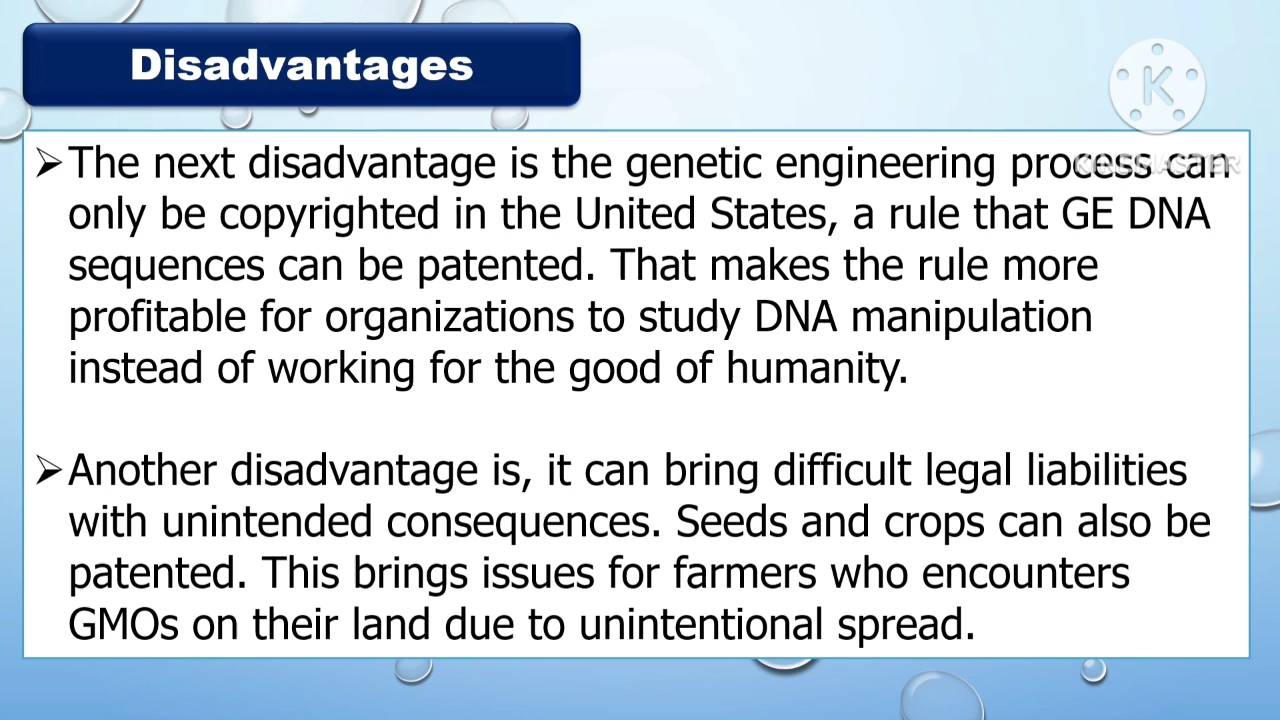 Disadvantages
K
KINEMASTER
➢The next disadvantage is the genetic engineering process can
only be copyrighted in the United States, a rule that GE DNA
sequences can be patented. That makes the rule more
profitable for organizations to study DNA manipulation
instead of working for the good of humanity.
➢Another disadvantage is, it can bring difficult legal liabilities
with unintended consequences. Seeds and crops can also be
patented. This brings issues for farmers who encounters
GMOs on their land due to unintentional spread.